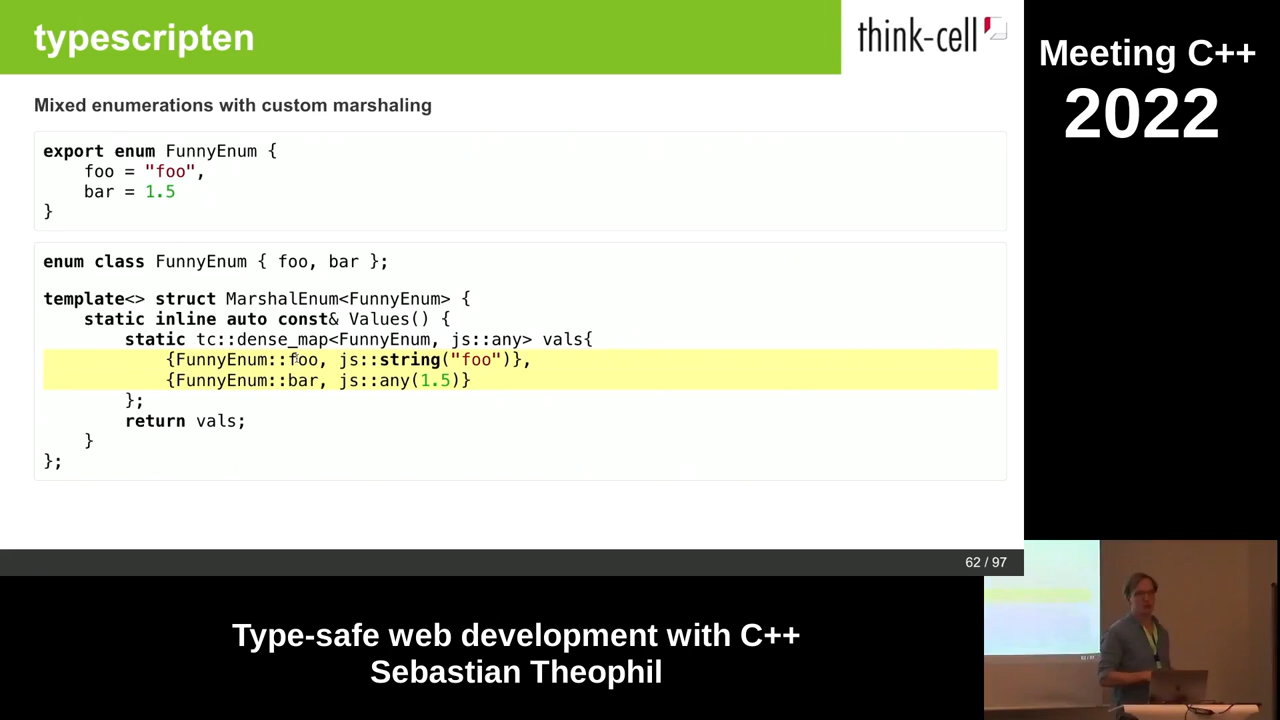 typescripten
think-cell
Meeting C++
2022
Mixed enumerations with custom marshaling
export enum FunnyEnum {
    foo = "foo",
    bar = 1.5
}
enum class FunnyEnum { foo, bar };
template<> struct MarshalEnum<FunnyEnum> {
    static inline auto const& Values() {
        static tc::dense_map<FunnyEnum, js::any> vals{
            {FunnyEnum::foo, js::string("foo")},
            {FunnyEnum::bar, js::any(1.5)}
        };
        return vals;
    }
};
62 / 97
Type-safe web development with C++
Sebastian Theophil